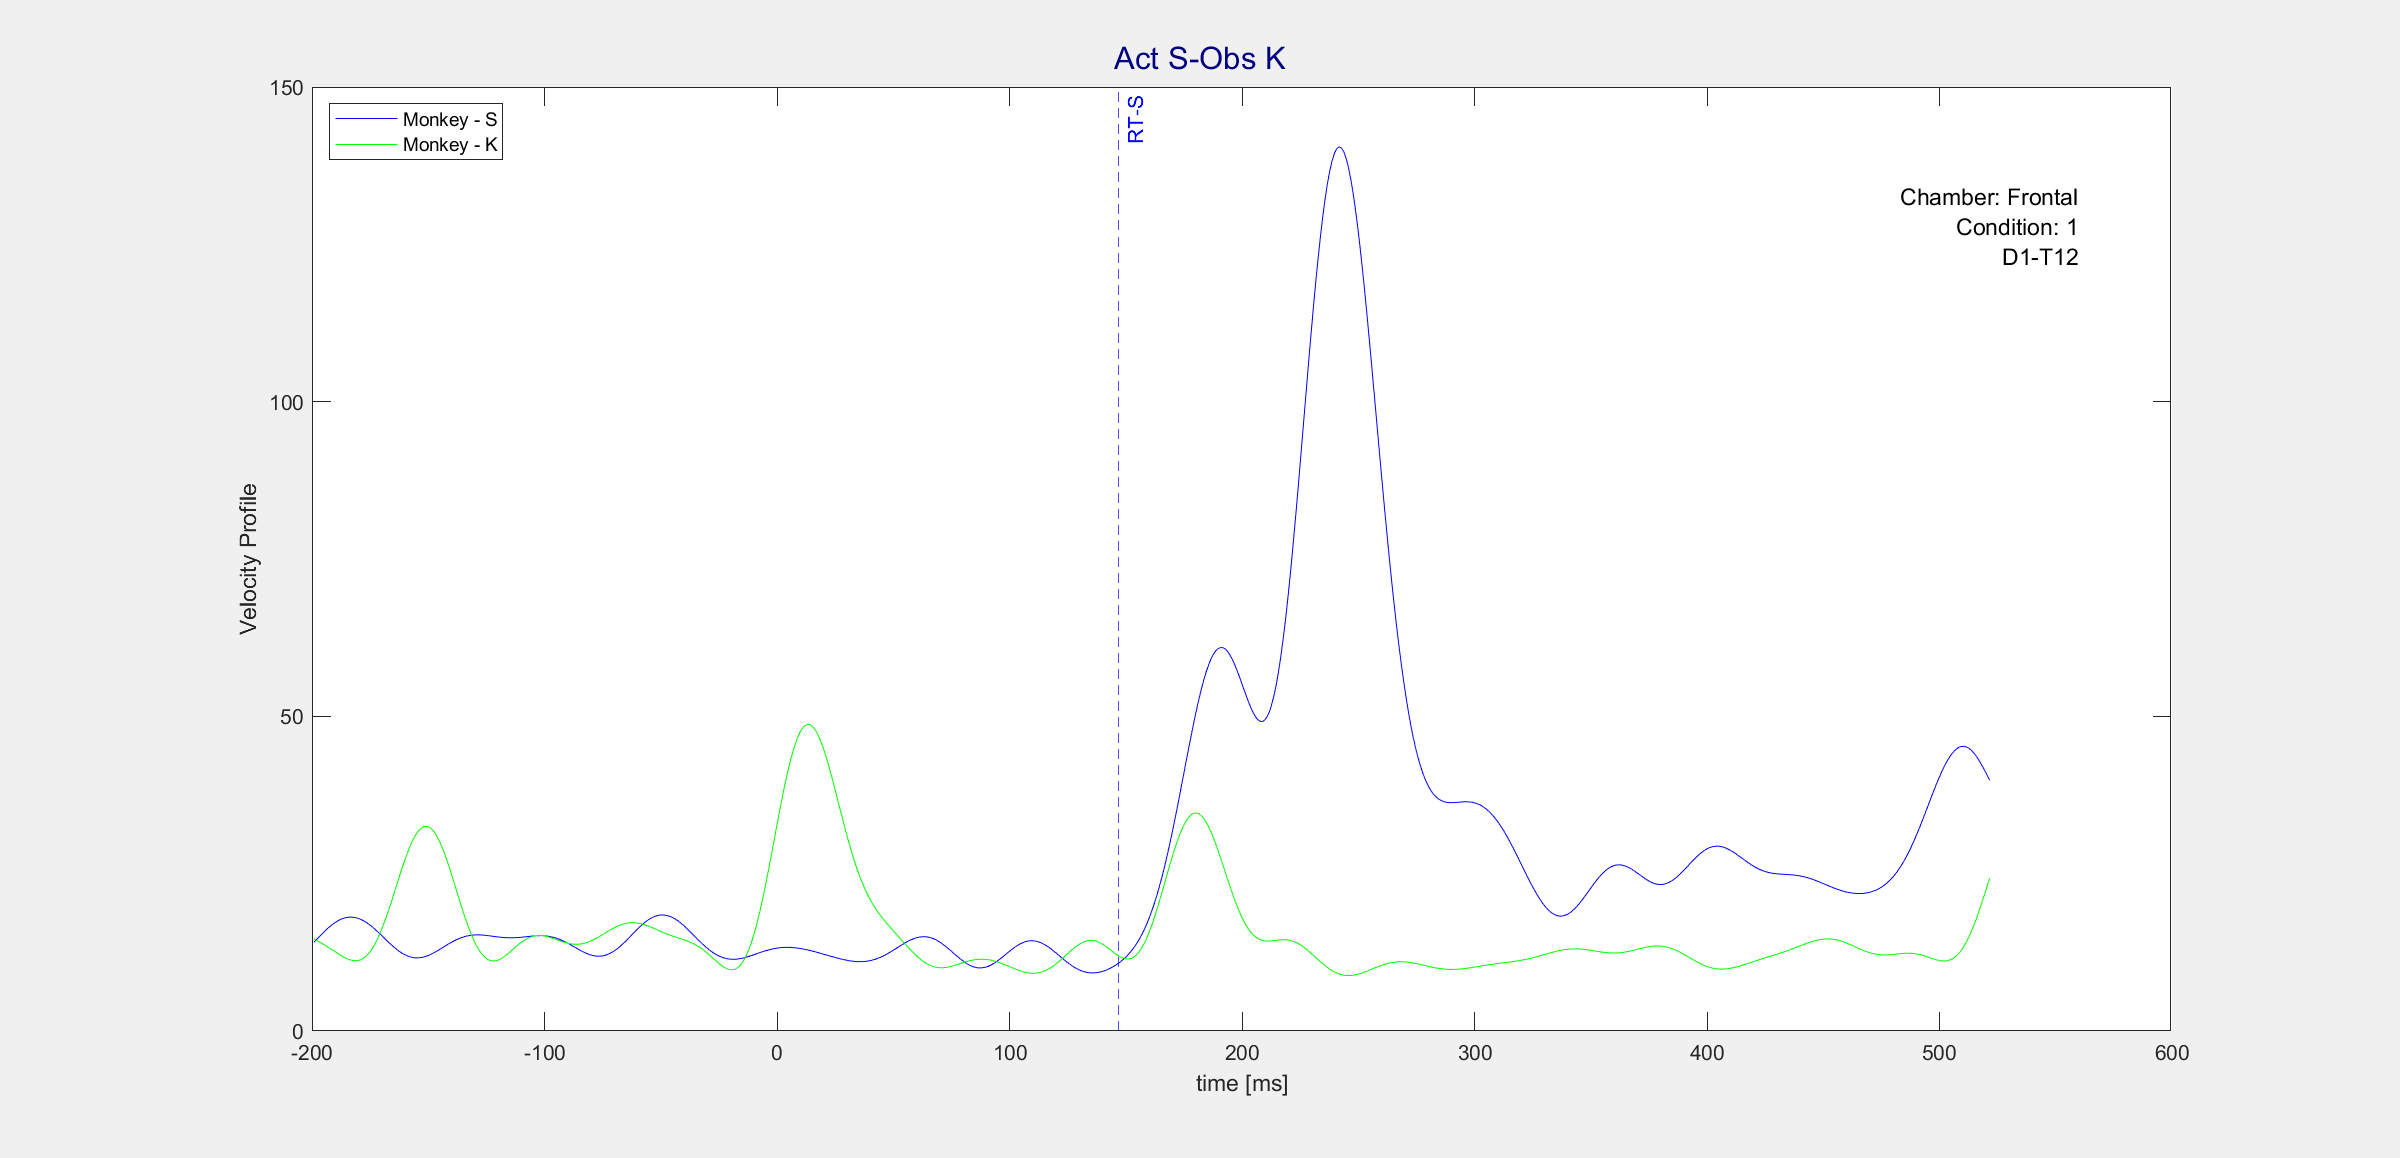 Act S-Obs K
150
100
50
0
Velocity Profile
Monkey - S
Monkey - K
RT-S
Chamber: Frontal
Condition: 1
D1-T12
-200 -100 0 100 200 300 400 500 600
time [ms]